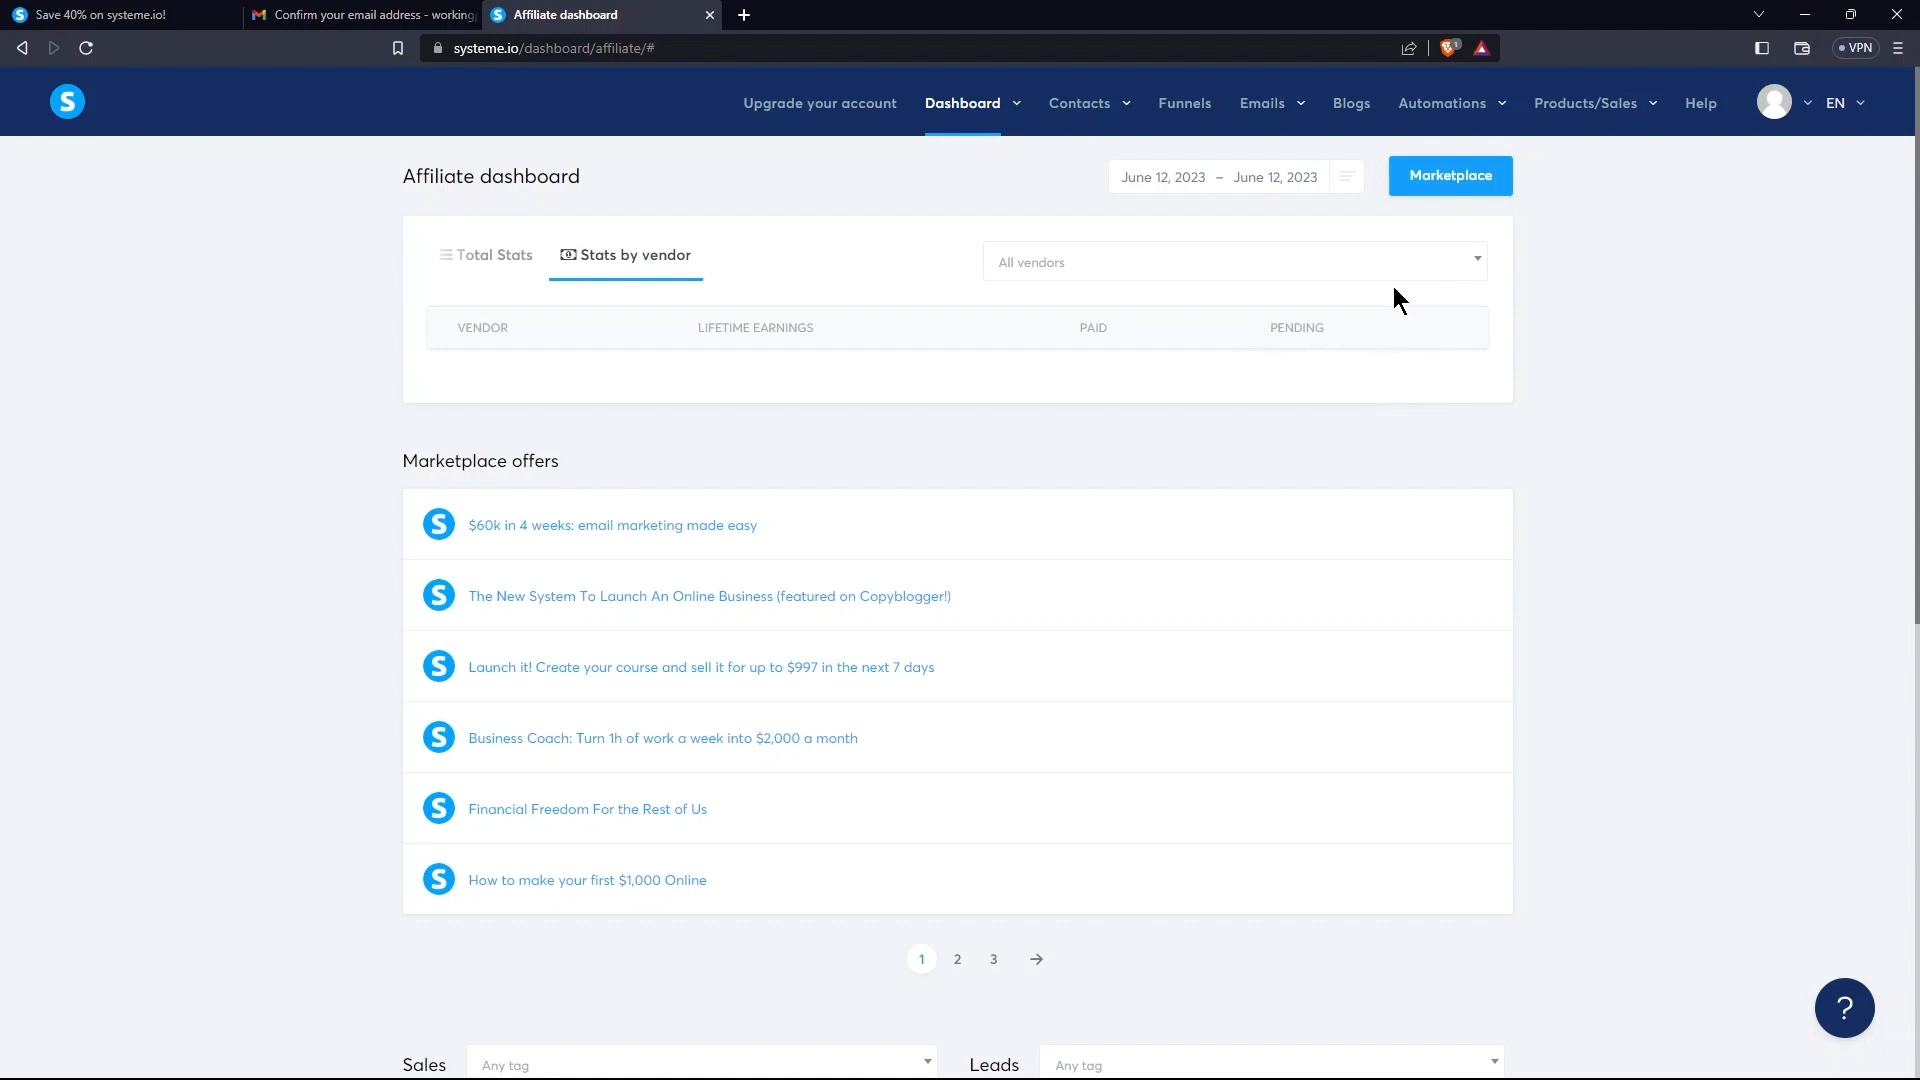 Save 40% on systeme.io!
Confirm your email address - working
Affiliate dashboard
systeme.io/dashboard/affiliate/#
VPN
S
Upgrade your account
Dashboard
Contacts
Funnels
Emails
Blogs
Automations
Products/Sales
Help
EN
Affiliate dashboard
June 12, 2023 – June 12, 2023
Marketplace
Total Stats
Stats by vendor
All vendors
VENDOR
LIFETIME EARNINGS
PAID
PENDING
Marketplace offers
S $60k in 4 weeks: email marketing made easy
S The New System To Launch An Online Business (featured on Copyblogger!)
S Launch it! Create your course and sell it for up to $997 in the next 7 days
S Business Coach: Turn 1h of work a week into $2,000 a month
S Financial Freedom For the Rest of Us
S How to make your first $1,000 Online
1 2 3
?
Sales
Any tag
Leads
Any tag